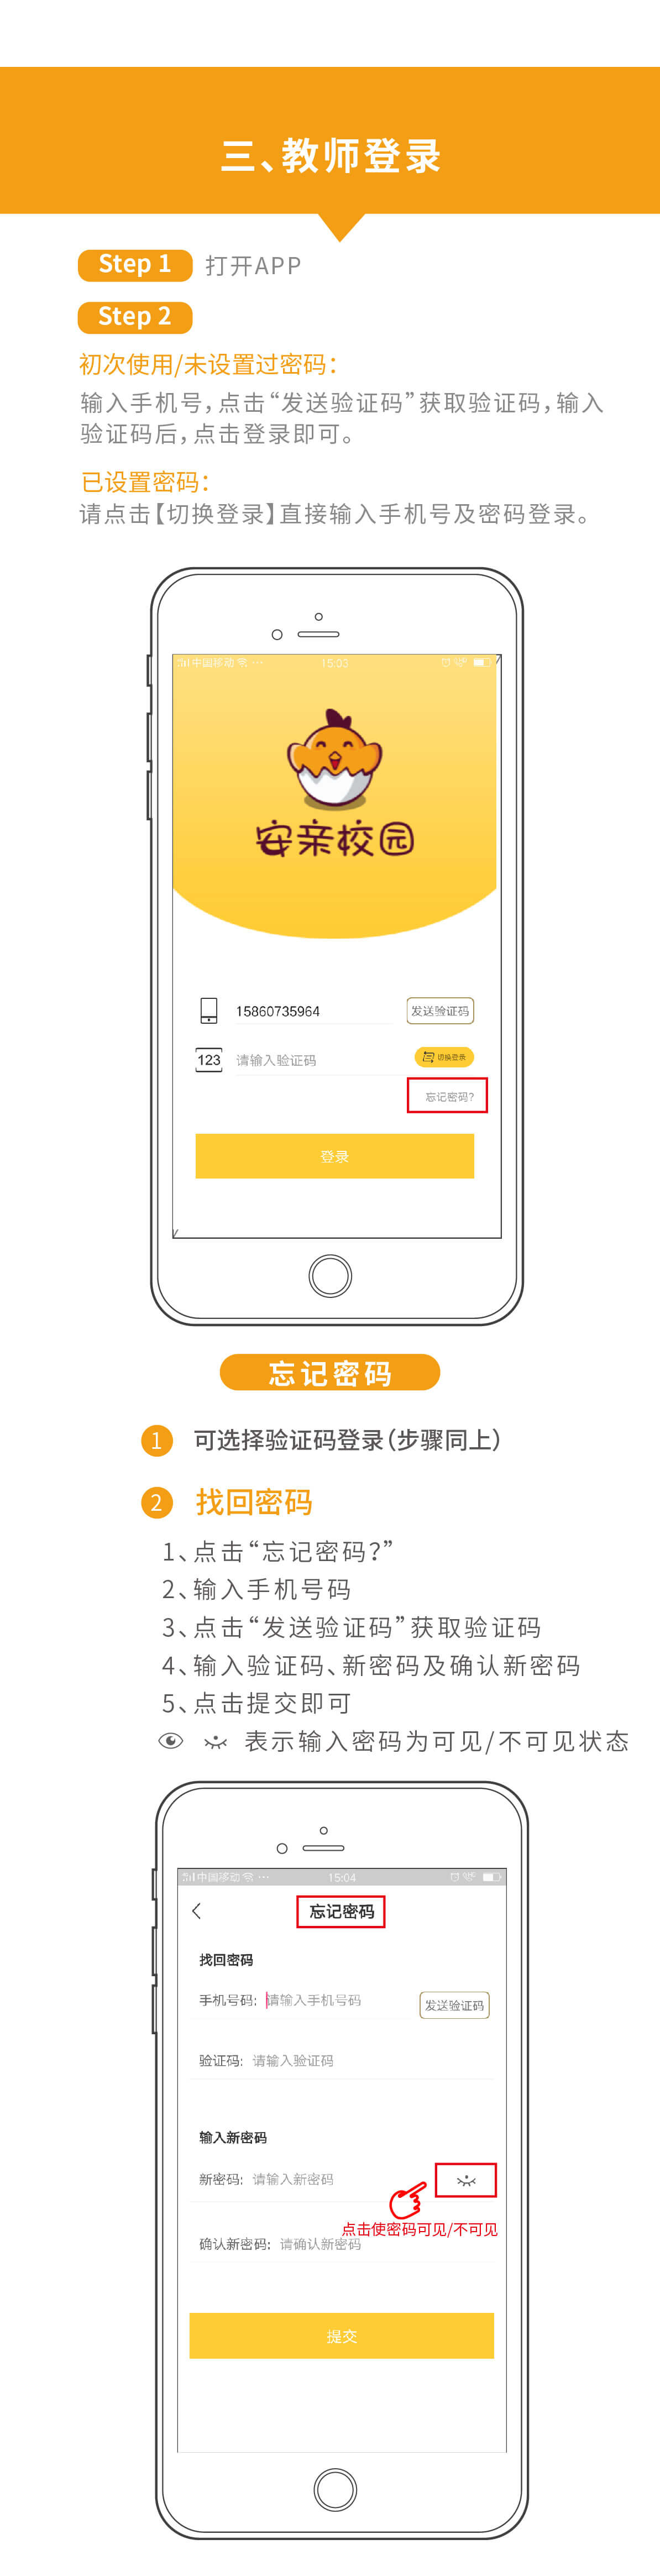 三、教师登录
Step 1 打开APP
Step 2
初次使用/未设置过密码：
输入手机号，点击“发送验证码”获取验证码，输入
验证码后，点击登录即可。
已设置密码：
请点击【切换登录】直接输入手机号及密码登录。
中国移动 15:03
安亲校园
15860735964 发送验证码
123 请输入验证码 切换登录
忘记密码?
登录
忘记密码
1 可选择验证码登录（步骤同上）
2 找回密码
1、点击“忘记密码？”
2、输入手机号码
3、点击“发送验证码”获取验证码
4、输入验证码、新密码及确认新密码
5、点击提交即可
表示输入密码为可见/不可见状态
中国移动 15:04
忘记密码
找回密码
手机号码: 请输入手机号码 发送验证码
验证码: 请输入验证码
输入新密码
新密码: 请输入新密码
点击使密码可见/不可见
确认新密码: 请确认新密码
提交